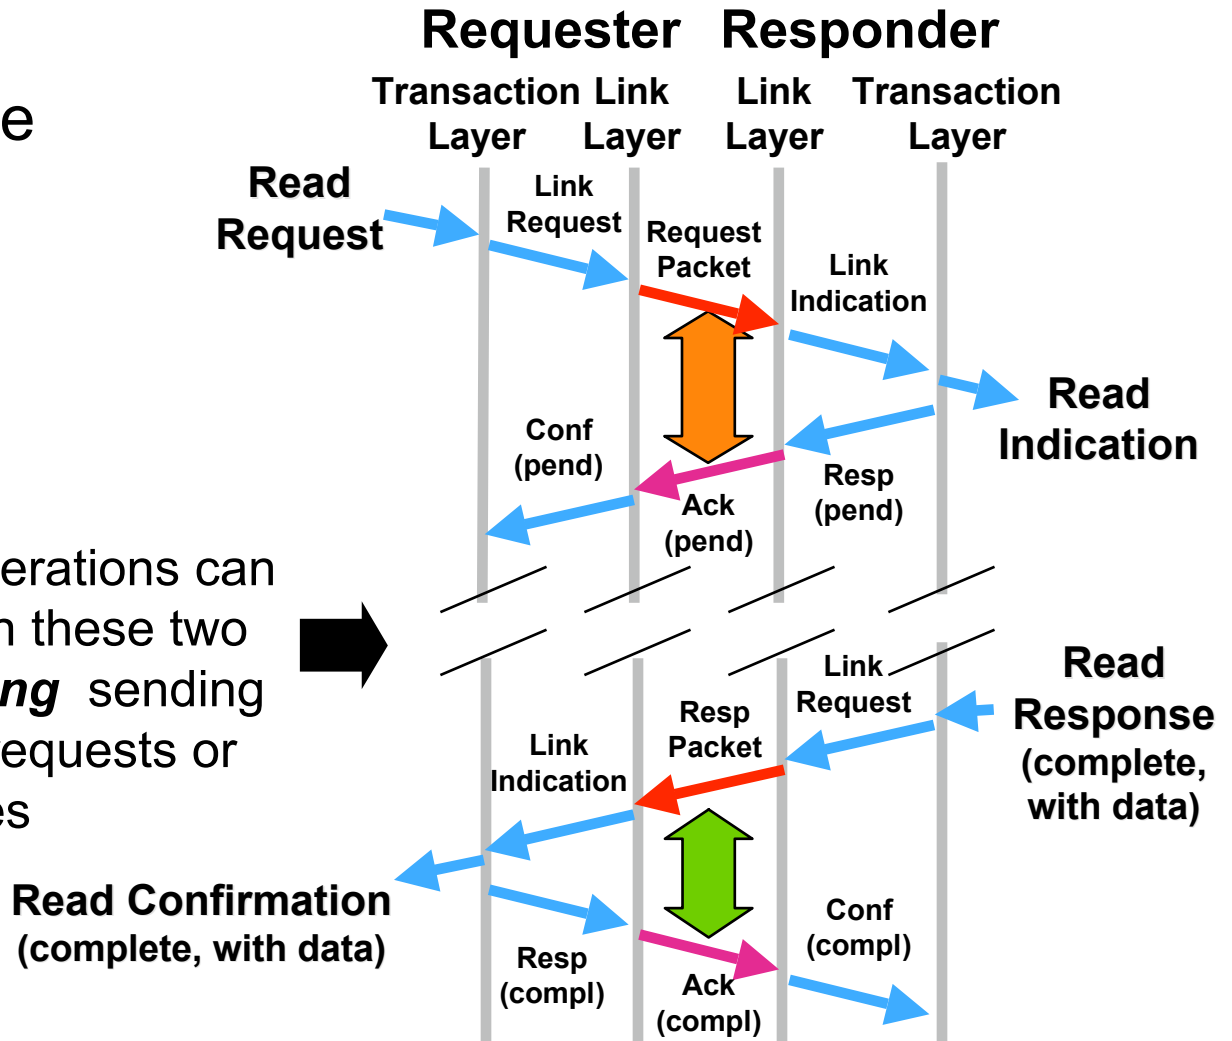 Requester Responder
Transaction Layer
Link Layer
Link Layer
Transaction Layer
e
Read Request
Link Request
Request Packet
Link Indication
Read Indication
Conf (pend)
Ack (pend)
Resp (pend)
erations can
n these two
ng sending
requests or
es
Link Request
Read Response (complete, with data)
Resp Packet
Link Indication
Read Confirmation
(complete, with data)
Resp (compl)
Ack (compl)
Conf (compl)